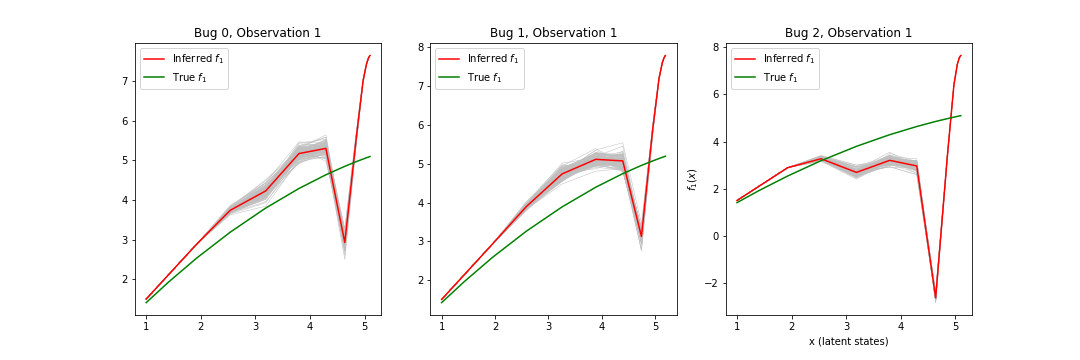 Bug 0, Observation 1
Inferred f₁
True f₁
7
6
5
4
3
2
1 2 3 4 5
Bug 1, Observation 1
Inferred f₁
True f₁
8
7
6
5
4
3
2
1 2 3 4 5
Bug 2, Observation 1
Inferred f₁
True f₁
f₁(x)
8
6
4
2
0
−2
1 2 3 4 5
x (latent states)